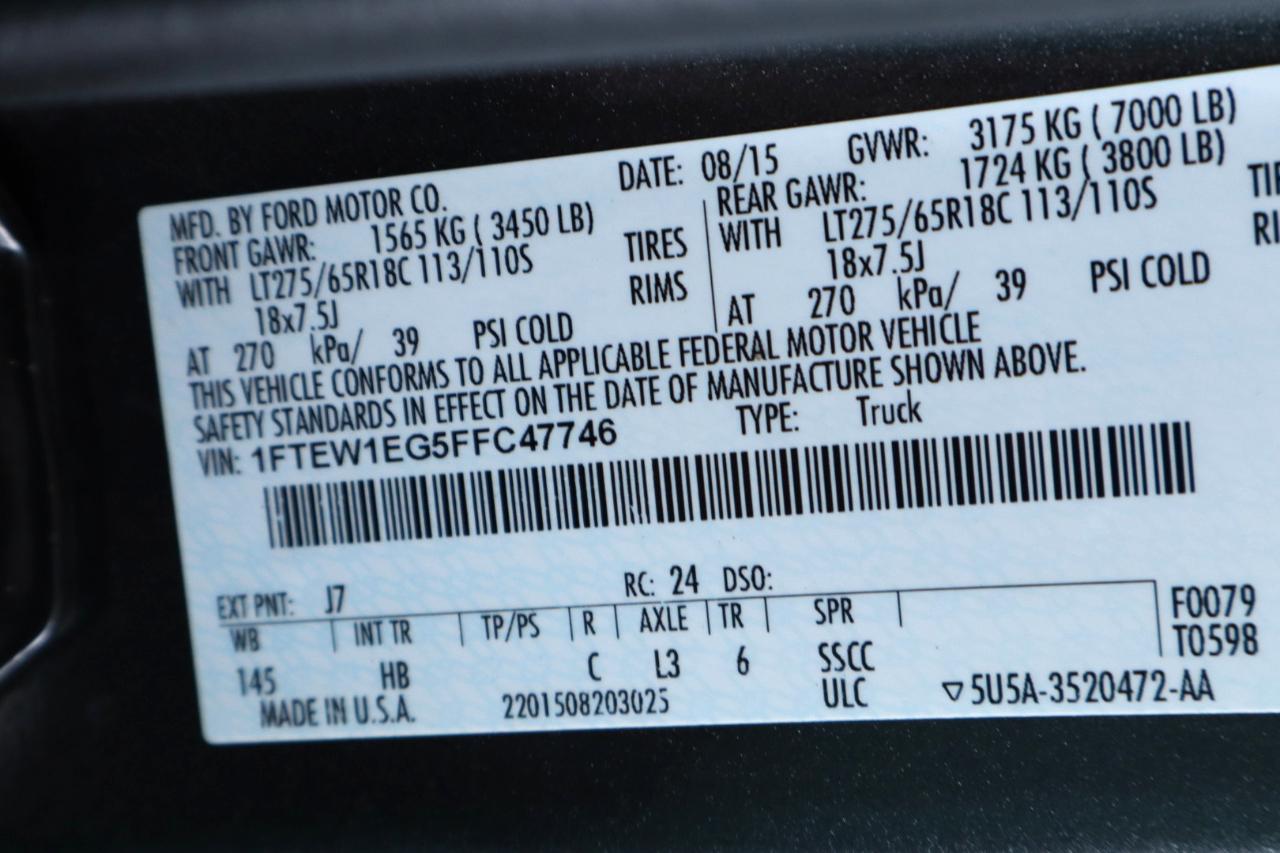 MFD. BY FORD MOTOR CO. DATE: 08/15 GVWR: 3175 KG ( 7000 LB)
FRONT GAWR: 1565 KG ( 3450 LB) REAR GAWR: 1724 KG ( 3800 LB)
WITH LT275/65R18C 113/110S TIRES WITH LT275/65R18C 113/110S
18x7.5J RIMS 18x7.5J
AT 270 kPa/ 39 PSI COLD AT 270 kPa/ 39 PSI COLD
THIS VEHICLE CONFORMS TO ALL APPLICABLE FEDERAL MOTOR VEHICLE
SAFETY STANDARDS IN EFFECT ON THE DATE OF MANUFACTURE SHOWN ABOVE.
VIN: 1FTEW1EG5FFC47746 TYPE: Truck
EXT PNT: J7 RC: 24 DSO:
WB INT TR TP/PS R AXLE TR SPR F0079
T0598
145 HB C L3 6 SSCC
MADE IN U.S.A. 2201508203025 ULC ▽5U5A-3520472-AA